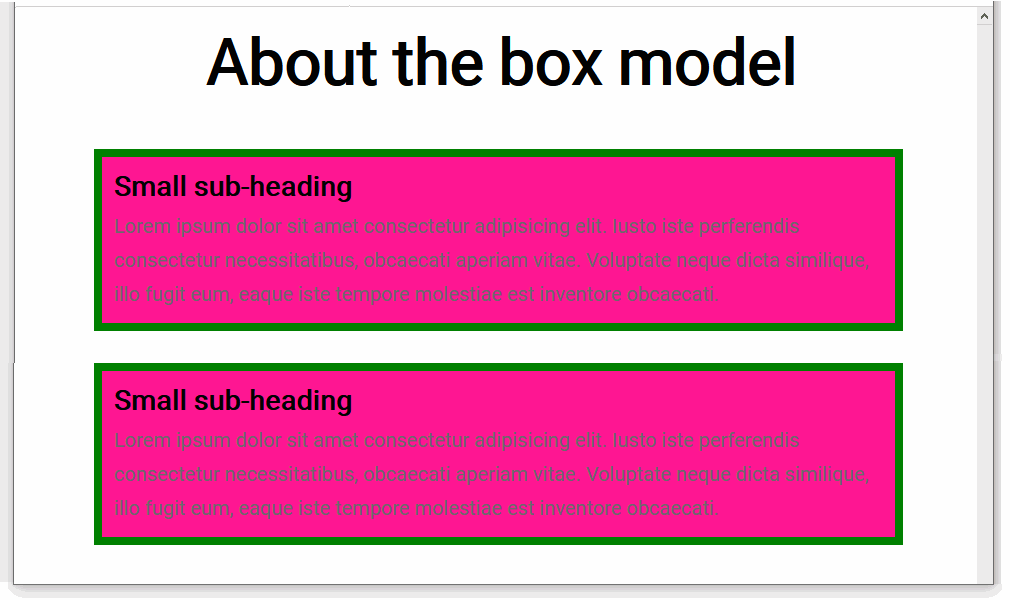 About the box model
Small sub-heading
Lorem ipsum dolor sit amet consectetur adipisicing elit. Iusto iste perferendis
consectetur necessitatibus, obcaecati aperiam vitae. Voluptate neque dicta similique,
illo fugit eum, eaque iste tempore molestiae est inventore obcaecati.
Small sub-heading
Lorem ipsum dolor sit amet consectetur adipisicing elit. Iusto iste perferendis
consectetur necessitatibus, obcaecati aperiam vitae. Voluptate neque dicta similique,
illo fugit eum, eaque iste tempore molestiae est inventore obcaecati.